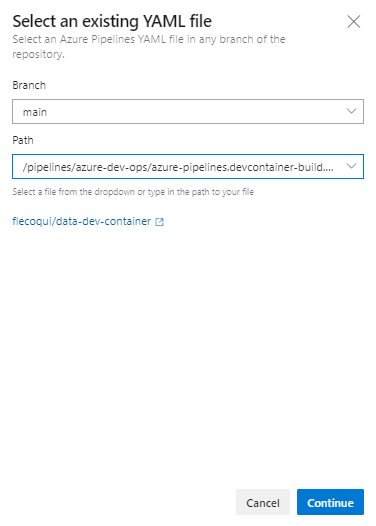 Select an existing YAML file
Select an Azure Pipelines YAML file in any branch of the
repository.
Branch
main
Path
/pipelines/azure-dev-ops/azure-pipelines.devcontainer-build....
Select a file from the dropdown or type in the path to your file
flecoqui/data-dev-container
Cancel
Continue